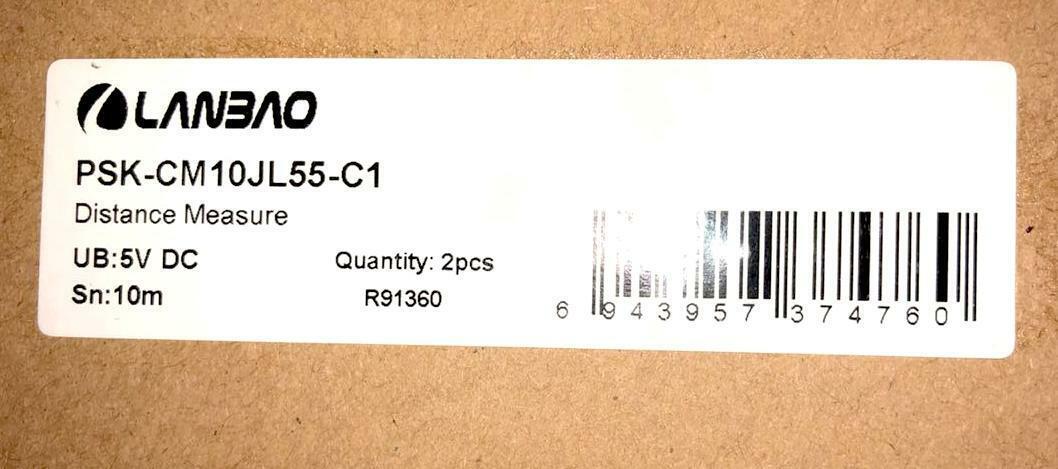 LANBAO
PSK-CM10JL55-C1
Distance Measure
UB:5V DC
Quantity: 2pcs
Sn:10m
R91360
6 943957 374760